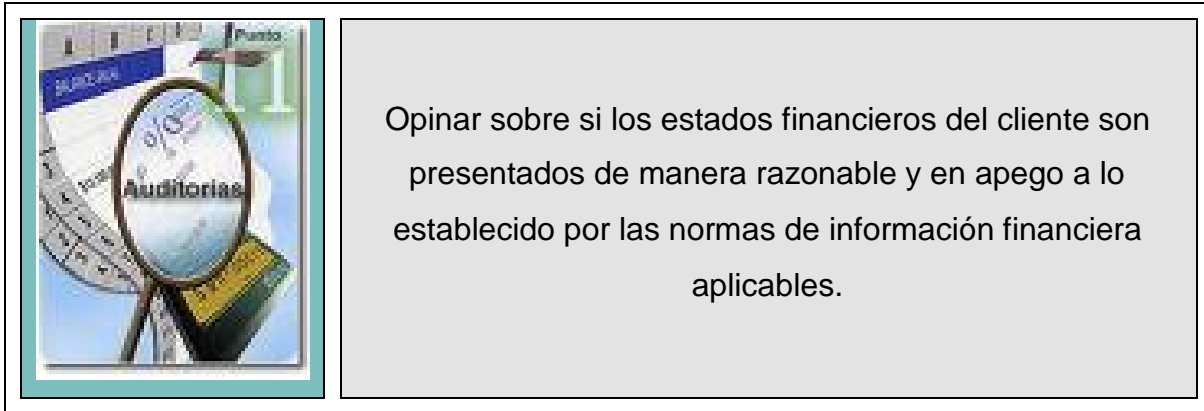 Punto
11
Auditorias
Opinar sobre si los estados financieros del cliente son
presentados de manera razonable y en apego a lo
establecido por las normas de información financiera
aplicables.